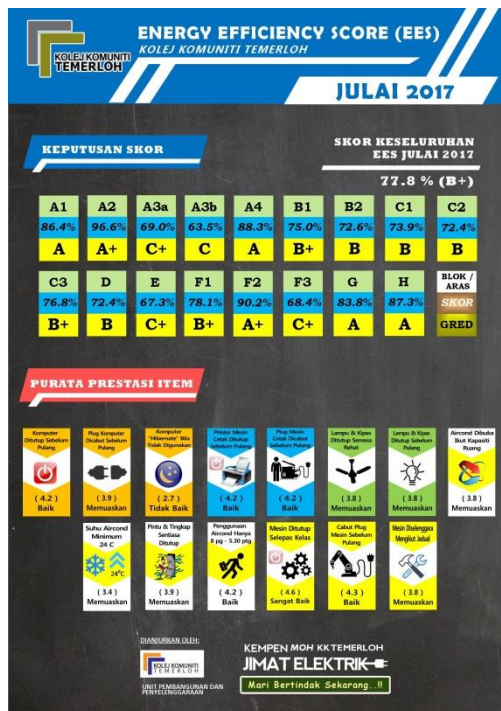 KOLEJ KOMUNITI
TEMERLOH
ENERGY EFFICIENCY SCORE (EES)
KOLEJ KOMUNITI TEMERLOH
JULAI 2017
KEPUTUSAN SKOR
SKOR KESELURUHAN
EES JULAI 2017
77.8 % (B+)
A1 A2 A3a A3b A4 B1 B2 C1 C2
86.4% 96.6% 69.0% 63.5% 88.3% 75.0% 72.6% 73.9% 72.4%
A A+ C+ C A B+ B B B
C3 D E F1 F2 F3 G H BLOK /
ARAS
76.8% 72.4% 67.3% 78.1% 90.2% 68.4% 83.8% 87.3% SKOR
B+ B C+ B+ A+ C+ A A GRED
PURATA PRESTASI ITEM
Komputer
Ditutup Sebelum
Pulang
( 4.2 )
Baik
Plug Komputer
Dicabut Sebelum
Pulang
( 3.9 )
Memuaskan
Komputer
"Hibernate" Bila
Tidak Digunakan
( 2.7 )
Tidak Baik
Printer Mesin
Cetak Ditutup
Sebelum Pulang
( 4.2 )
Baik
Plug Mesin
Cetak Dicabut
Sebelum Pulang
( 4.2 )
Baik
Lampu & Kipas
Ditutup Semasa
Rehat
( 3.8 )
Memuaskan
Lampu & Kipas
Ditutup Sebelum
Pulang
( 3.8 )
Memuaskan
Aircond Dibuka
Ikut Kapasiti
Ruang
( 3.8 )
Memuaskan
Suhu Aircond
Minimum
24 C
24°C
( 3.4 )
Memuaskan
Pintu & Tingkap
Sentiasa
Ditutup
( 3.9 )
Memuaskan
Penggunaan
Aircond Hanya
8 pg - 5.30 ptg
( 4.2 )
Baik
Mesin Ditutup
Selepas Kelas
( 4.6 )
Sangat Baik
Cabut Plug
Mesin Sebelum
Pulang
( 4.3 )
Baik
Mesin Diselenggara
Mengikut Jadual
( 3.8 )
Memuaskan
DIANJURKAN OLEH:
KOLEJ KOMUNITI
TEMERLOH
UNIT PEMBANGUNAN DAN
PENYELENGGARAAN
KEMPEN MOH KK TEMERLOH
JIMAT ELEKTRIK
Mari Bertindak Sekarang..!!